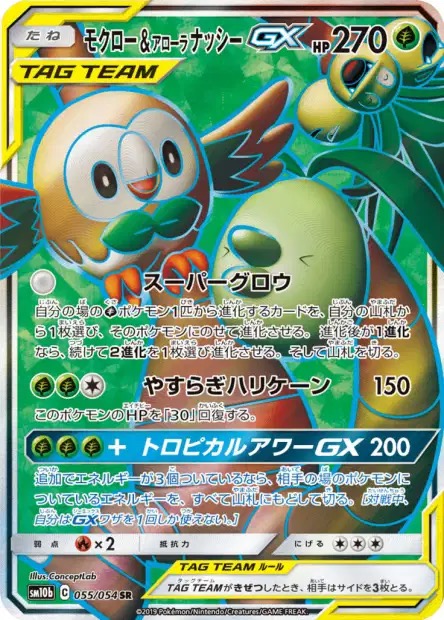 たね モクロー&アローラナッシーGX HP270
TAG TEAM
スーパーグロウ
自分の場の草ポケモン1匹から進化するカードを、自分の山札から
1枚選び、そのポケモンにのせて進化させる。進化後が1進化
なら、続けて2進化を1枚選び進化させる。そして山札を切る。
やすらぎハリケーン 150
このポケモンのHPを「30」回復する。
+ トロピカルアワーGX 200
追加でエネルギーが3個ついているなら、相手の場のポケモンに
ついているエネルギーを、すべて山札にもどして切る。[対戦中、
自分はGXワザを1回しか使えない。]
弱点 ×2 抵抗力 にげる
Illus.ConceptLab
TAG TEAM ルール
sm10b C 055/054 SR
TAG TEAMがきぜつしたとき、相手はサイドを3枚とる。
©2019 Pokémon/Nintendo/Creatures/GAME FREAK.